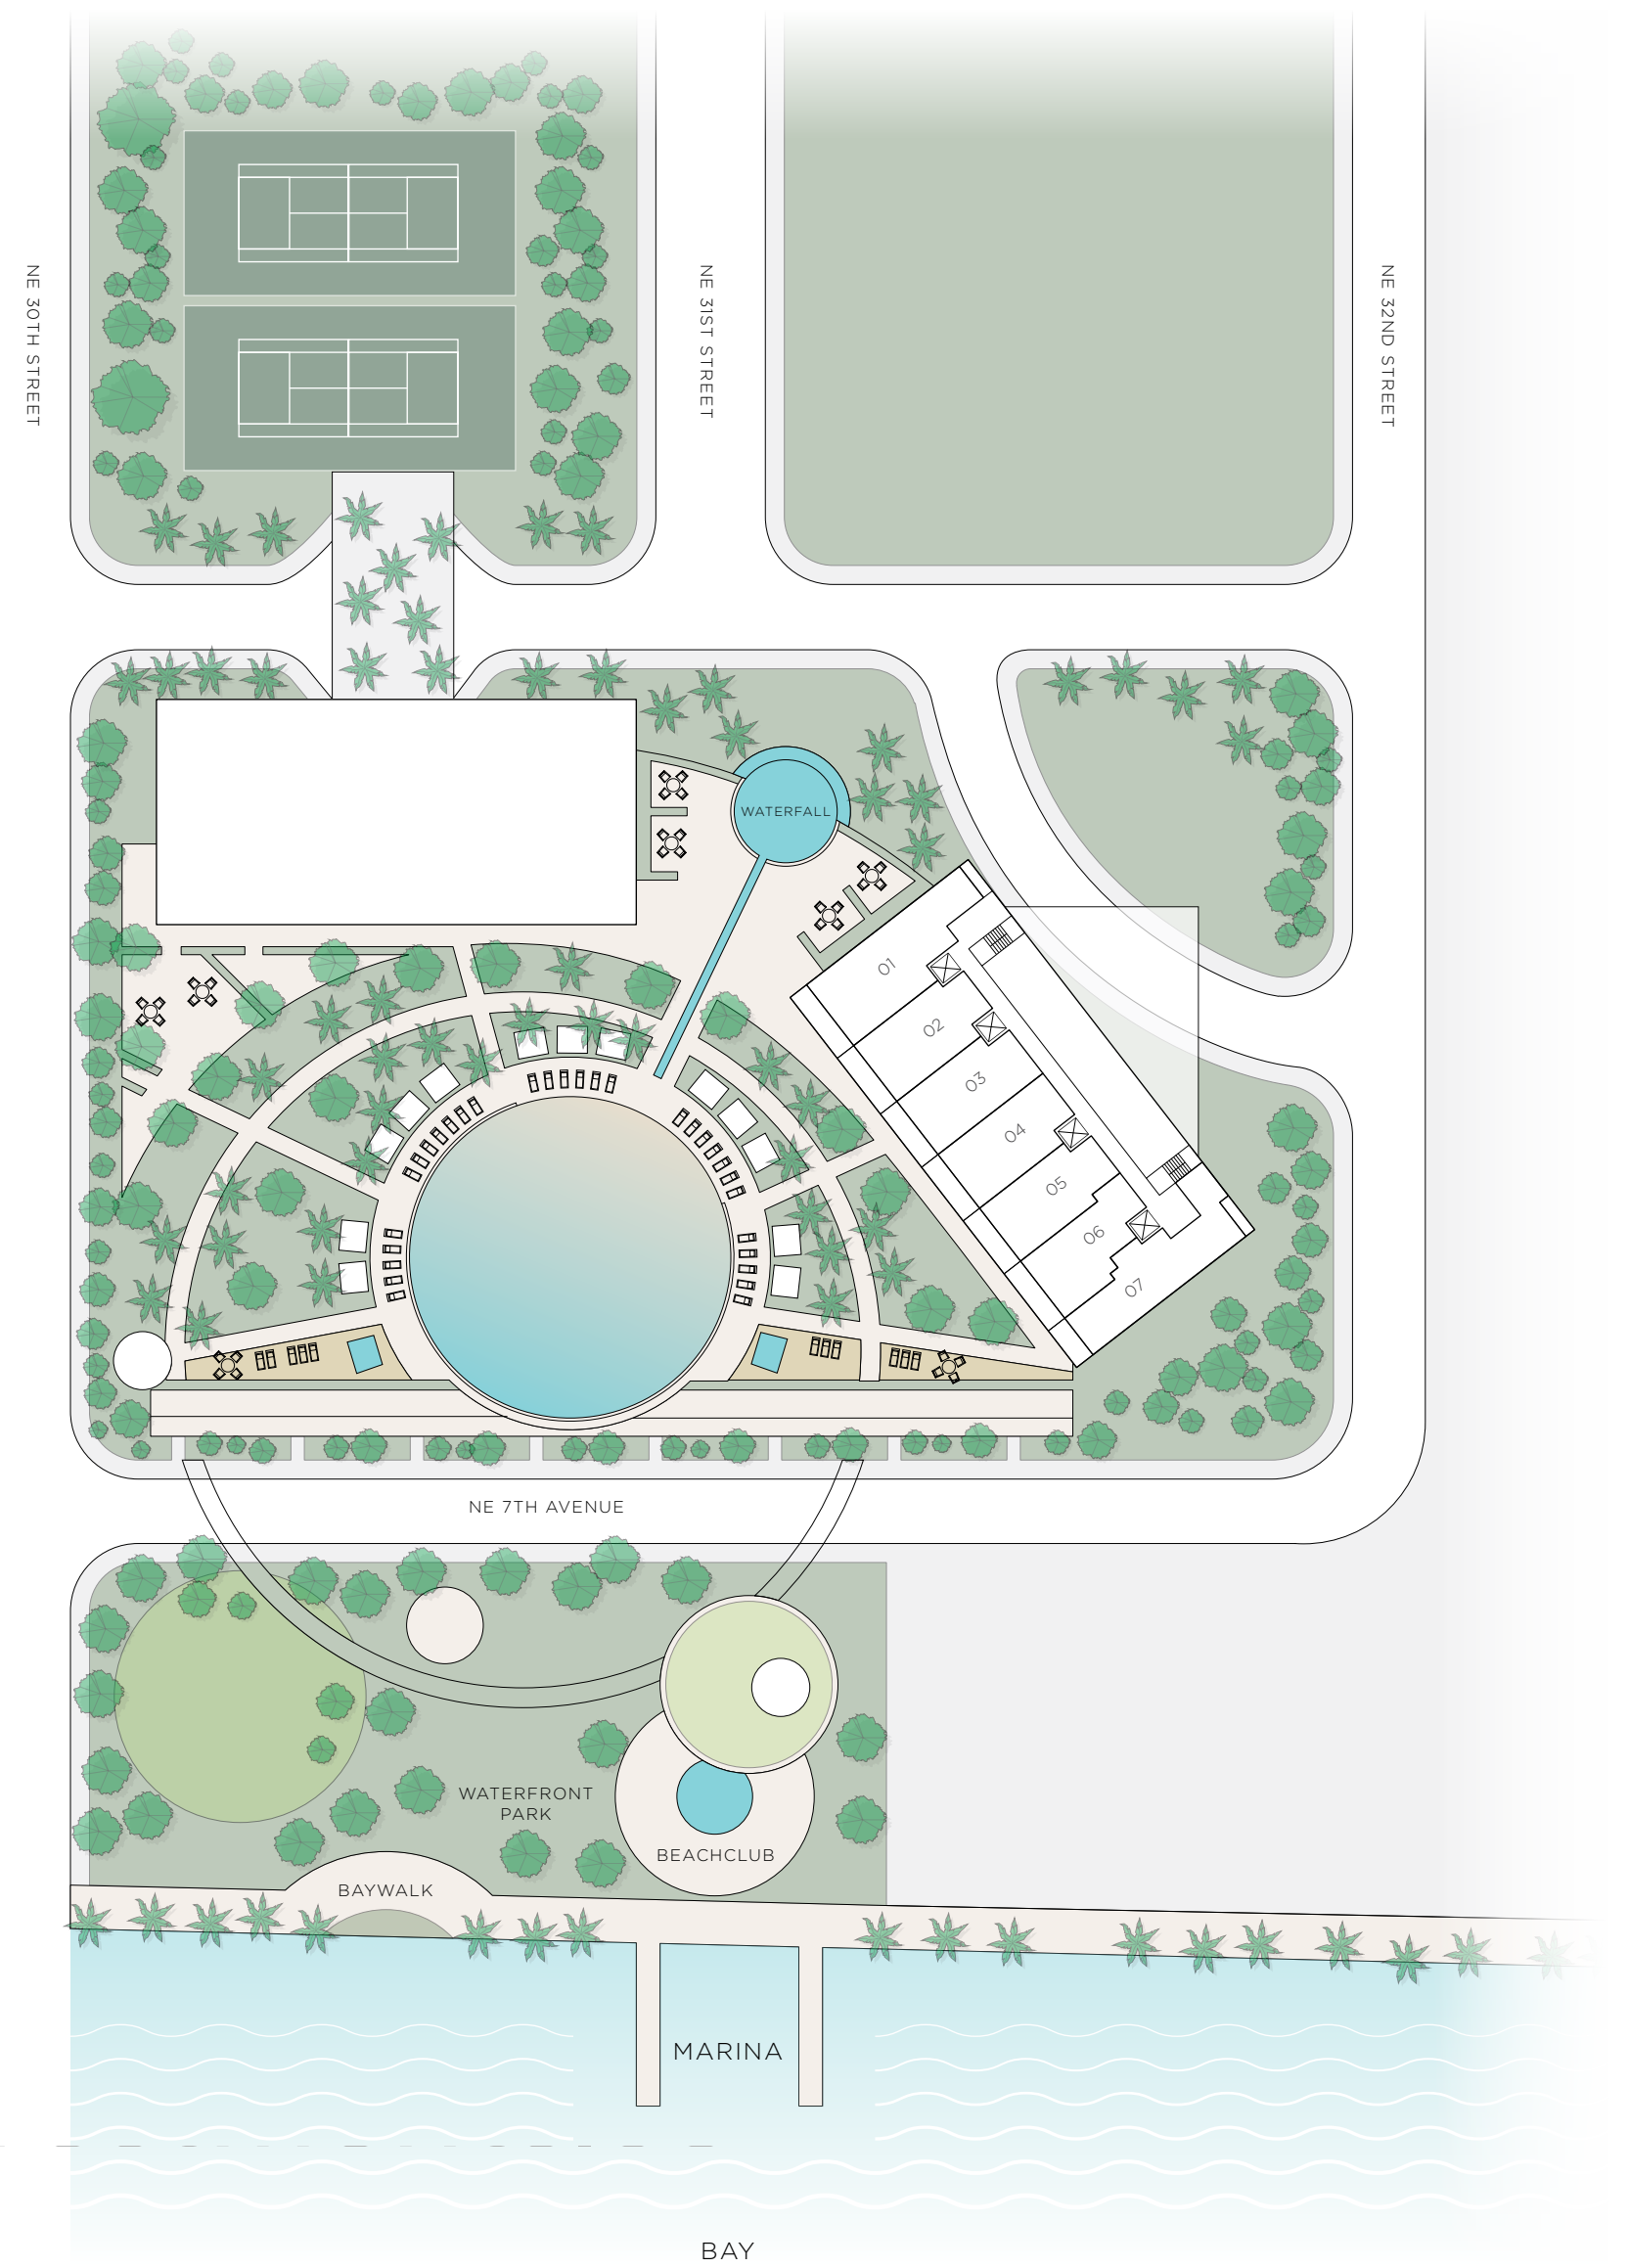 NE 30TH STREET
NE 31ST STREET
NE 32ND STREET
WATERFALL
01
02
03
04
05
06
07
NE 7TH AVENUE
WATERFRONT
PARK
BEACHCLUB
BAYWALK
MARINA
BAY